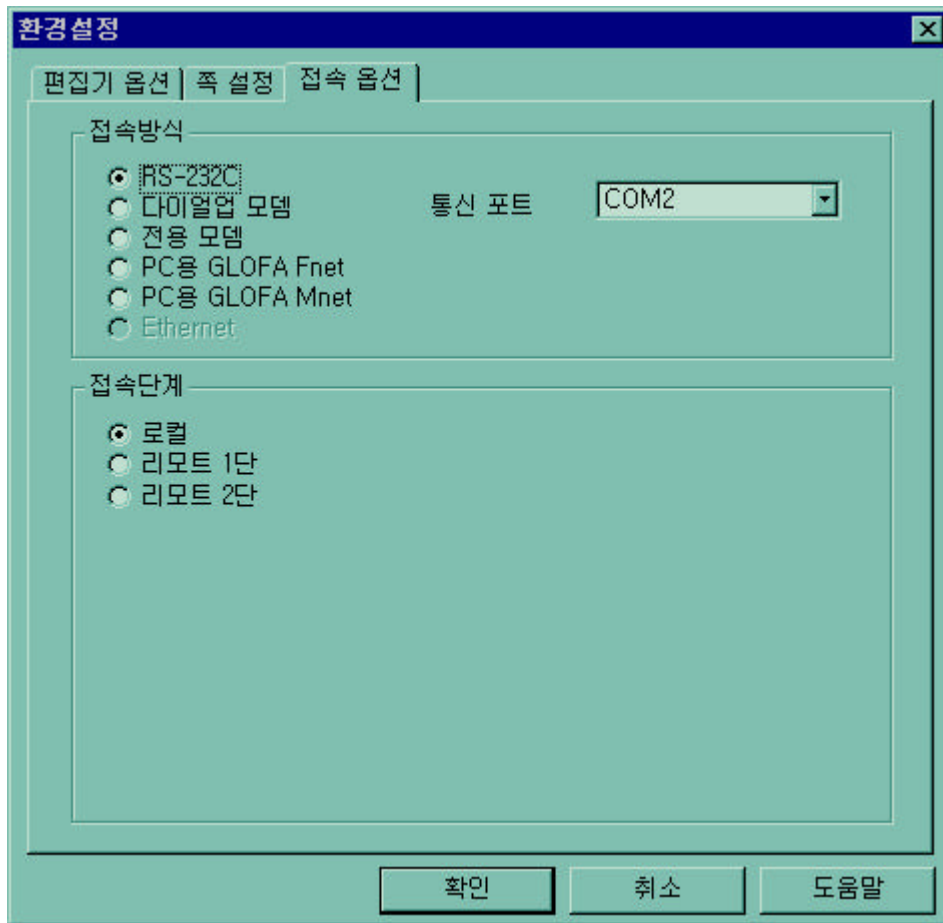 환경설정
편집기 옵션 쪽 설정 접속 옵션
접속방식
RS-232C
다이얼업 모뎀
통신 포트 COM2
전용 모뎀
PC용 GLOFA Fnet
PC용 GLOFA Mnet
Ethernet
접속단계
로컬
리모트 1단
리모트 2단
확인 취소 도움말